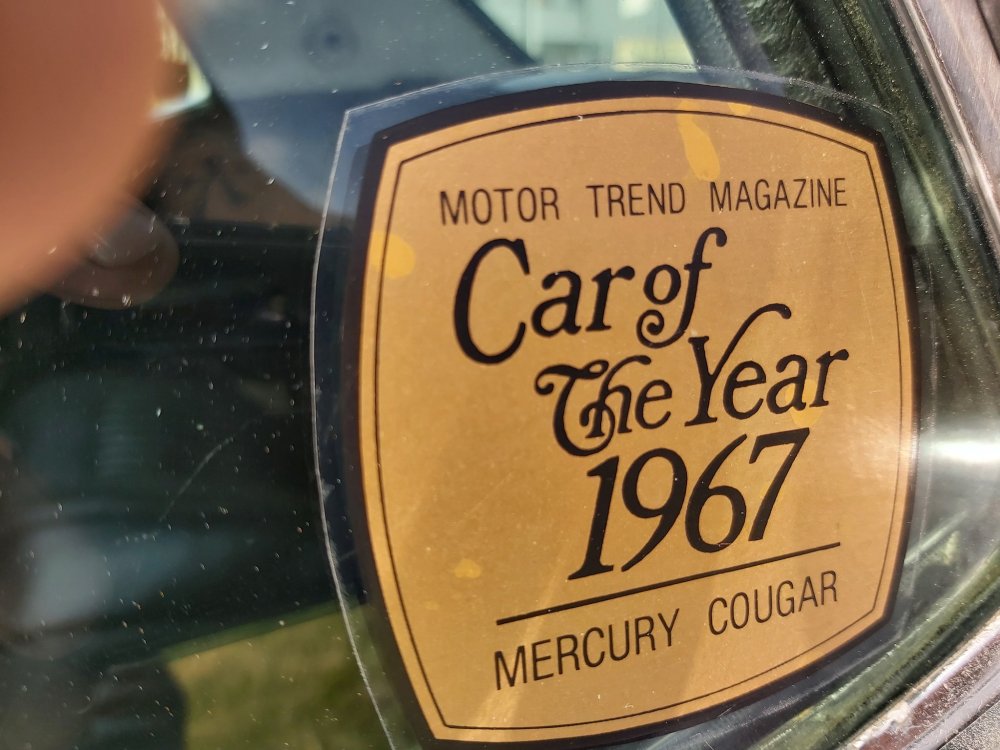 MOTOR TREND MAGAZINE
Car of
The Year
1967
MERCURY COUGAR